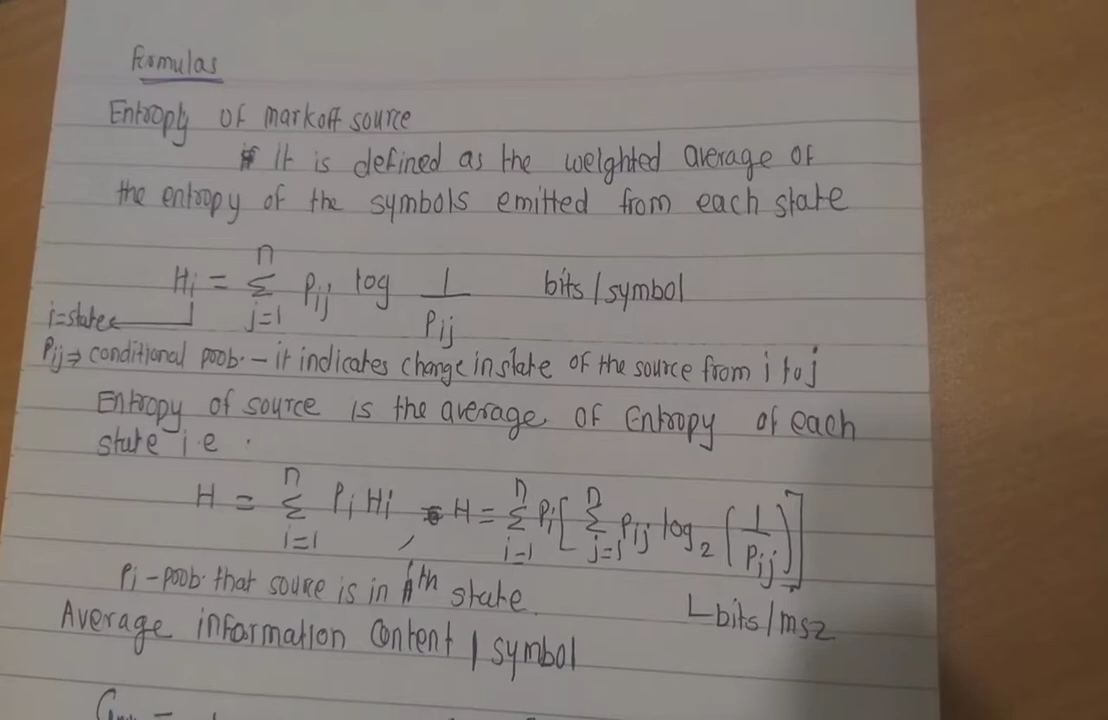 Formulas
Entropy of markoff source
It is defined as the weighted average of
the entropy of the symbols emitted from each state
Hi = n Σ j=1 Pij log 1/Pij bits/symbol
i=states
Pij ⇒ conditional prob. – it indicates change in state of the source from i to j
Entropy of source is the average of Entropy of each
state i.e.
H = n Σ i=1 Pi Hi, H = n Σ i=1 Pi [ n Σ j=1 Pij log₂ (1/Pij) ]
Pi – prob. that source is in ith state.
bits/msz
Average information content / symbol